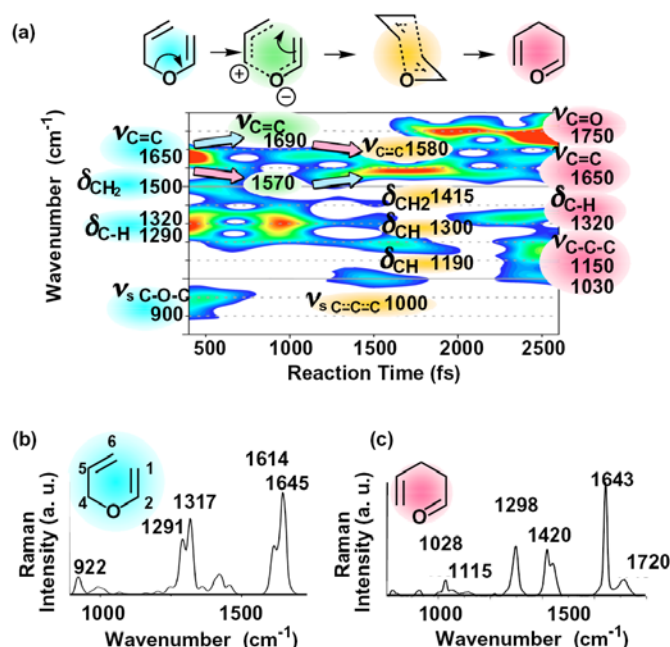 (a)
O
+
O
−
O
O
νC=C
1650
νC=C
1690
νC=C 1580
νC=O
1750
νC=C
1650
δCH₂ 1500
1570
δCH2 1415
δC-H
1320
δC-H 1320
1290
δCH 1300
νC-C-C
1150
1030
δCH 1190
νs C-O-C
900
νs C=C=C 1000
Wavenumber (cm⁻¹)
500 1000 1500 2000 2500
Reaction Time (fs)
(b)
6
5
1
4
2
O
922
1291
1317
1614
1645
Raman
Intensity (a. u.)
1000 1500
Wavenumber (cm⁻¹)
(c)
O
1028
1115
1298
1420
1643
1720
Raman
Intensity (a. u.)
1000 1500
Wavenumber (cm⁻¹)